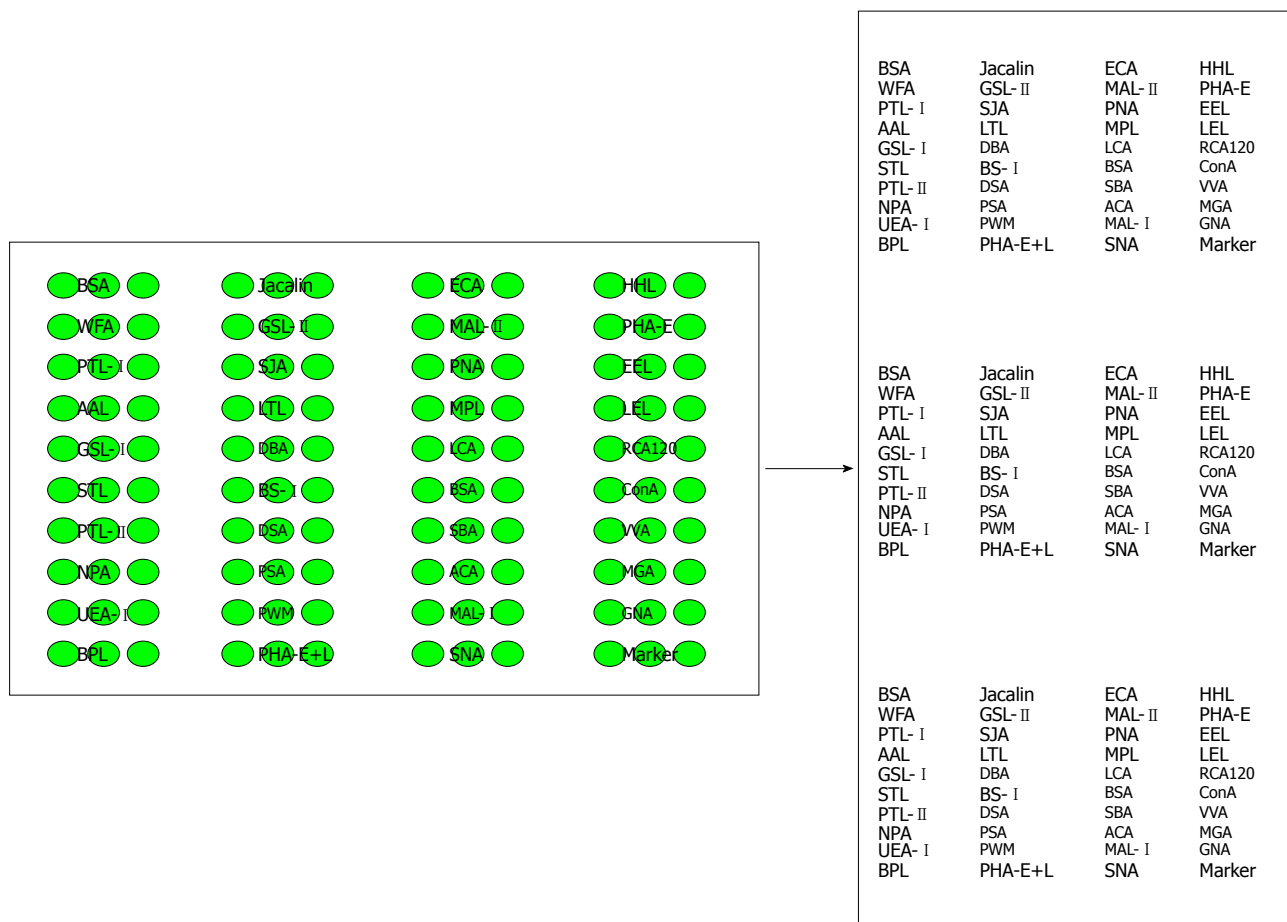 BSA Jacalin ECA HHL
WFA GSL-Ⅱ MAL-Ⅱ PHA-E
PTL-Ⅰ SJA PNA EEL
AAL LTL MPL LEL
GSL-Ⅰ DBA LCA RCA120
STL BS-Ⅰ BSA ConA
PTL-Ⅱ DSA SBA VVA
NPA PSA ACA MGA
UEA-Ⅰ PWM MAL-Ⅰ GNA
BPL PHA-E+L SNA Marker
BSA Jacalin ECA HHL
WFA GSL-Ⅱ MAL-Ⅱ PHA-E
PTL-Ⅰ SJA PNA EEL
AAL LTL MPL LEL
GSL-Ⅰ DBA LCA RCA120
STL BS-Ⅰ BSA ConA
PTL-Ⅱ DSA SBA VVA
NPA PSA ACA MGA
UEA-Ⅰ PWM MAL-Ⅰ GNA
BPL PHA-E+L SNA Marker
BSA Jacalin ECA HHL
WFA GSL-Ⅱ MAL-Ⅱ PHA-E
PTL-Ⅰ SJA PNA EEL
AAL LTL MPL LEL
GSL-Ⅰ DBA LCA RCA120
STL BS-Ⅰ BSA ConA
PTL-Ⅱ DSA SBA VVA
NPA PSA ACA MGA
UEA-Ⅰ PWM MAL-Ⅰ GNA
BPL PHA-E+L SNA Marker
BSA Jacalin ECA HHL
WFA GSL-Ⅱ MAL-Ⅱ PHA-E
PTL-Ⅰ SJA PNA EEL
AAL LTL MPL LEL
GSL-Ⅰ DBA LCA RCA120
STL BS-Ⅰ BSA ConA
PTL-Ⅱ DSA SBA VVA
NPA PSA ACA MGA
UEA-Ⅰ PWM MAL-Ⅰ GNA
BPL PHA-E+L SNA Marker